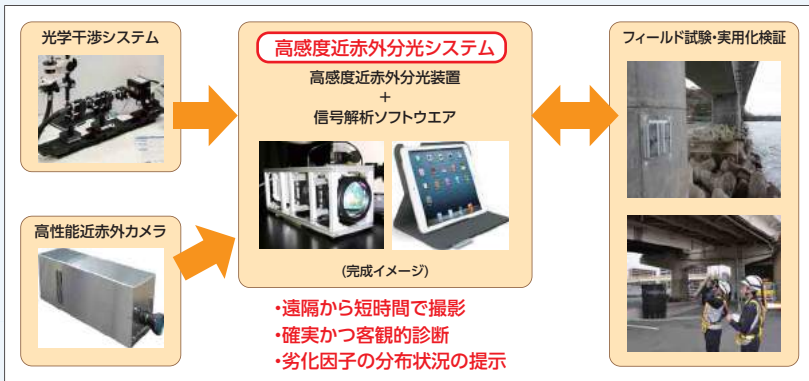 光学干渉システム
高性能近赤外カメラ
高感度近赤外分光システム
高感度近赤外分光装置
+
信号解析ソフトウエア
(完成イメージ)
・遠隔から短時間で撮影
・確実かつ客観的診断
・劣化因子の分布状況の提示
フィールド試験・実用化検証